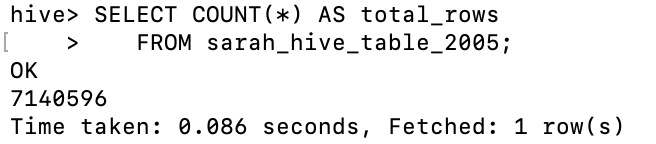 hive> SELECT COUNT(*) AS total_rows
[    >    FROM sarah_hive_table_2005;
OK
7140596
Time taken: 0.086 seconds, Fetched: 1 row(s)